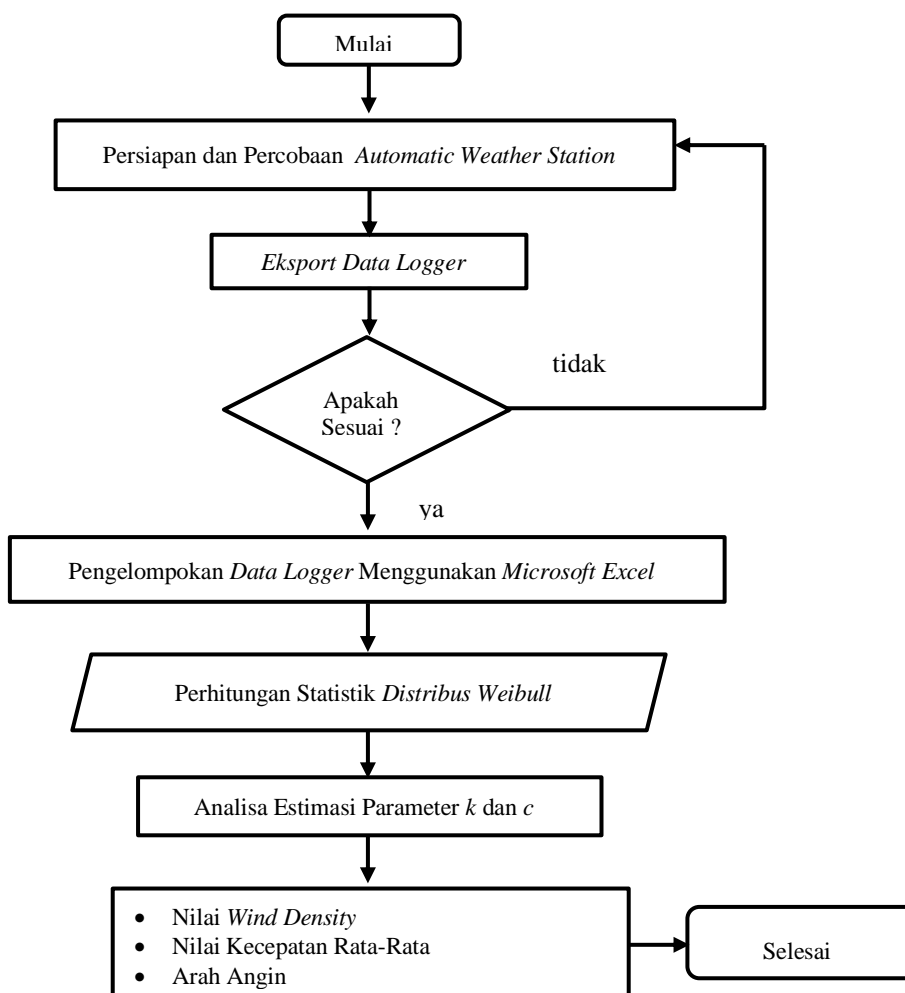 Mulai
Persiapan dan Percobaan Automatic Weather Station
Eksport Data Logger
tidak
Apakah
Sesuai ?
ya
Pengelompokan Data Logger Menggunakan Microsoft Excel
Perhitungan Statistik Distribus Weibull
Analisa Estimasi Parameter k dan c
• Nilai Wind Density
• Nilai Kecepatan Rata-Rata
• Arah Angin
Selesai